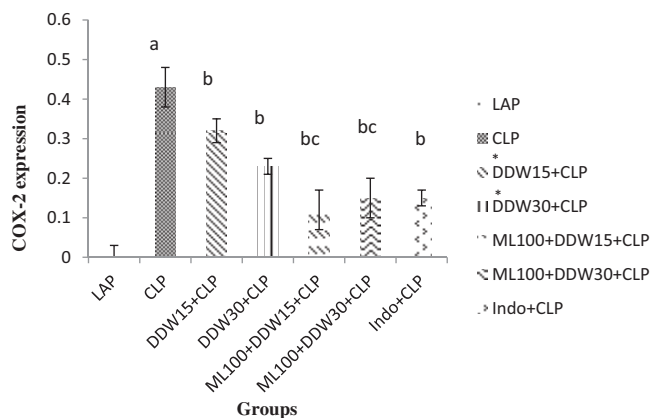 0.6
0.5
0.4
0.3
0.2
0.1
0
COX-2 expression
a
b
b
bc
bc
b
LAP
CLP
DDW15+CLP
DDW30+CLP
ML100+DDW15+CLP
ML100+DDW30+CLP
Indo+CLP
Groups
LAP
CLP
*
DDW15+CLP
*
DDW30+CLP
ML100+DDW15+CLP
ML100+DDW30+CLP
Indo+CLP